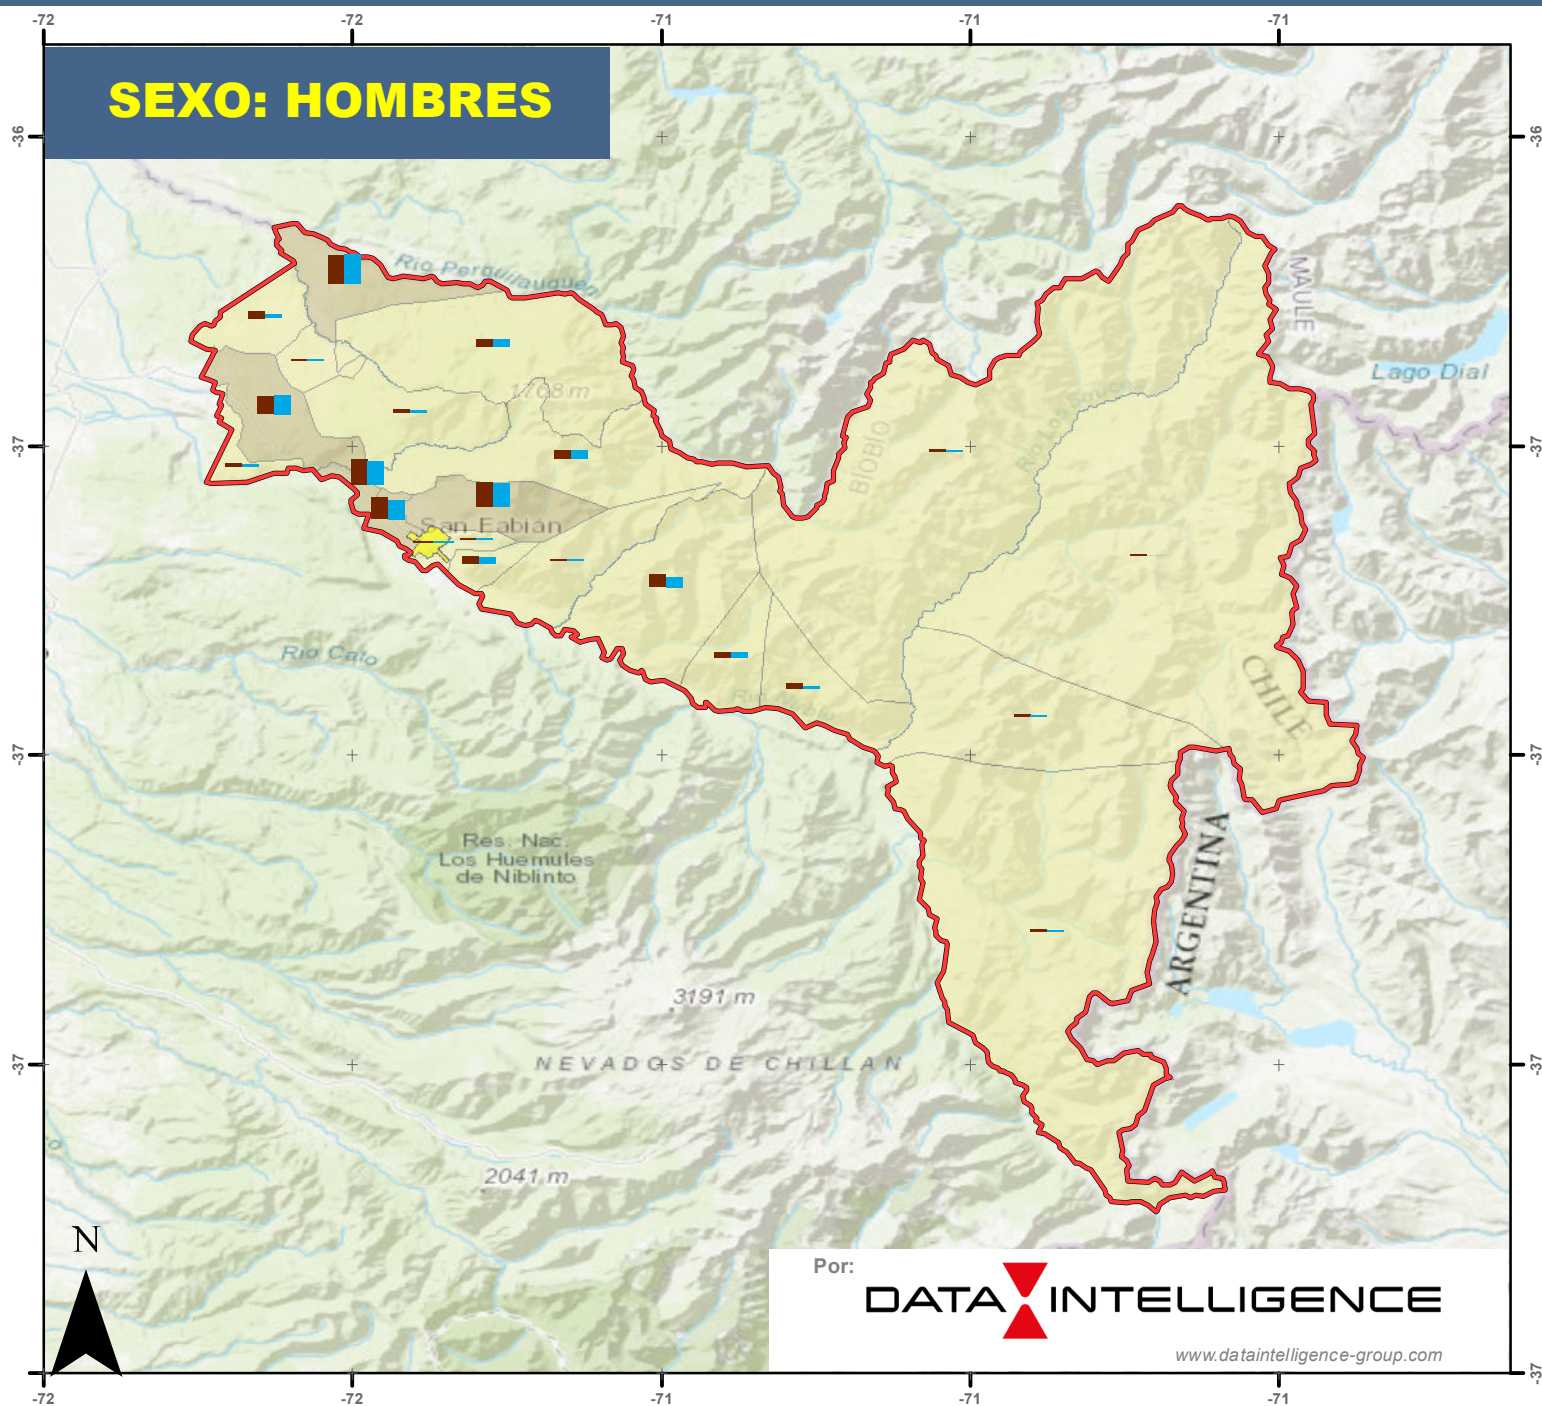 -72 -72 -71 -71 -71
SEXO: HOMBRES
-36 -36
MAULE
Rio Perquilauquen
Lago Dial
1768 m
Rio Los Sauces
BIOBIO
-37 -37
San Fabián
Rio Cato
CHILE
-37 -37
Res. Nac.
Los Huemules
de Niblinto
ARGENTINA
3191 m
NEVADOS DE CHILLAN
-37 -37
2041 m
N
Por:
DATA INTELLIGENCE
www.dataintelligence-group.com
-37 -37
-72 -72 -71 -71 -71